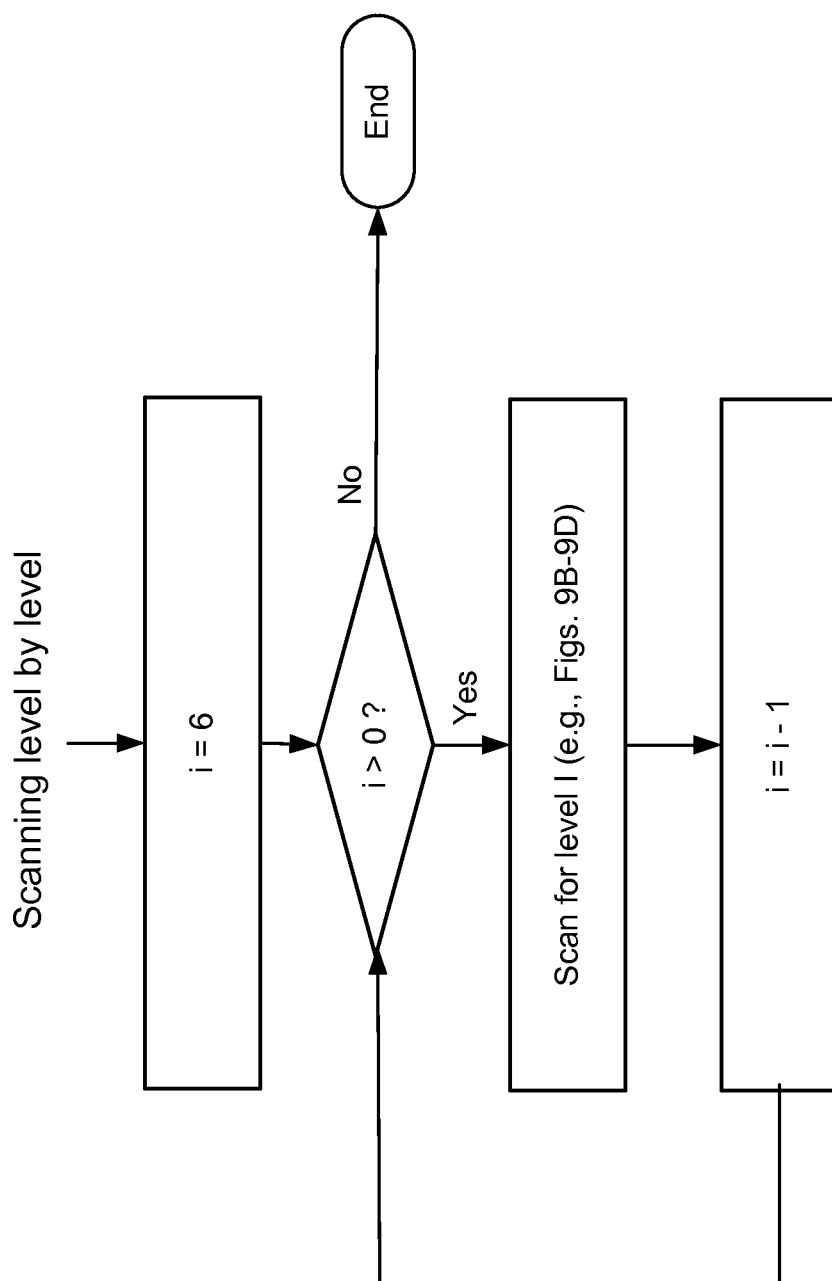 Scanning level by level
i = 6
i > 0 ?
No
End
Yes
Scan for level I (e.g., Figs. 9B-9D)
i = i - 1